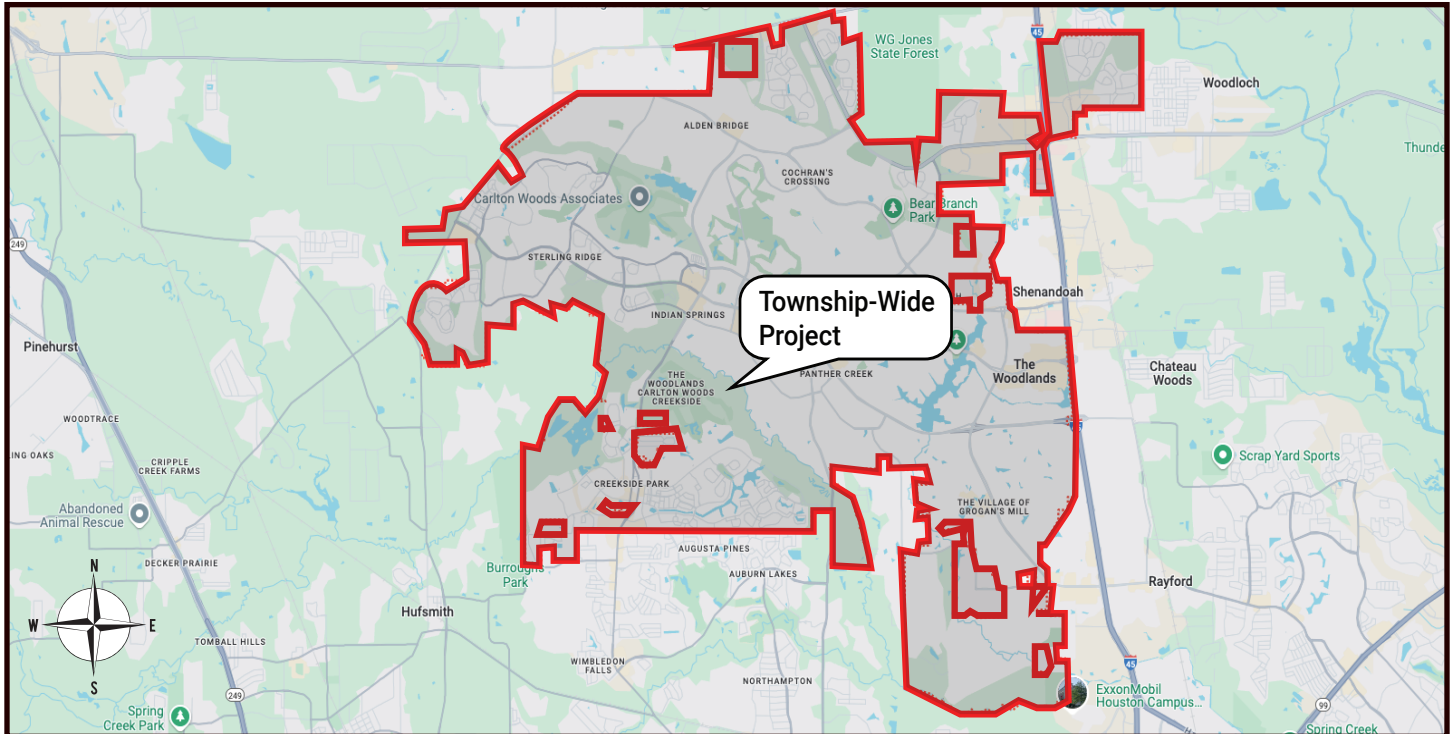 WG Jones
State Forest
45
Woodloch
ALDEN BRIDGE
Thunde
COCHRAN'S
CROSSING
Carlton Woods Associates
Bear Branch
Park
249
STERLING RIDGE
Township-Wide
Project
Shenandoah
INDIAN SPRINGS
Pinehurst
The
Woodlands
Chateau
Woods
THE
WOODLANDS
CARLTON WOODS
CREEKSIDE
PANTHER CREEK
WOODTRACE
ING OAKS
CRIPPLE
CREEK FARMS
Scrap Yard Sports
CREEKSIDE PARK
THE VILLAGE OF
GROGAN'S MILL
Abandoned
Animal Rescue
AUGUSTA PINES
DECKER PRAIRIE
Burroughs
Park
AUBURN LAKES
N
W
E
S
Rayford
Hufsmith
TOMBALL HILLS
WIMBLEDON
FALLS
45
NORTHAMPTON
249
ExxonMobil
Houston Campus...
99
Spring
Creek Park
Spring Creek